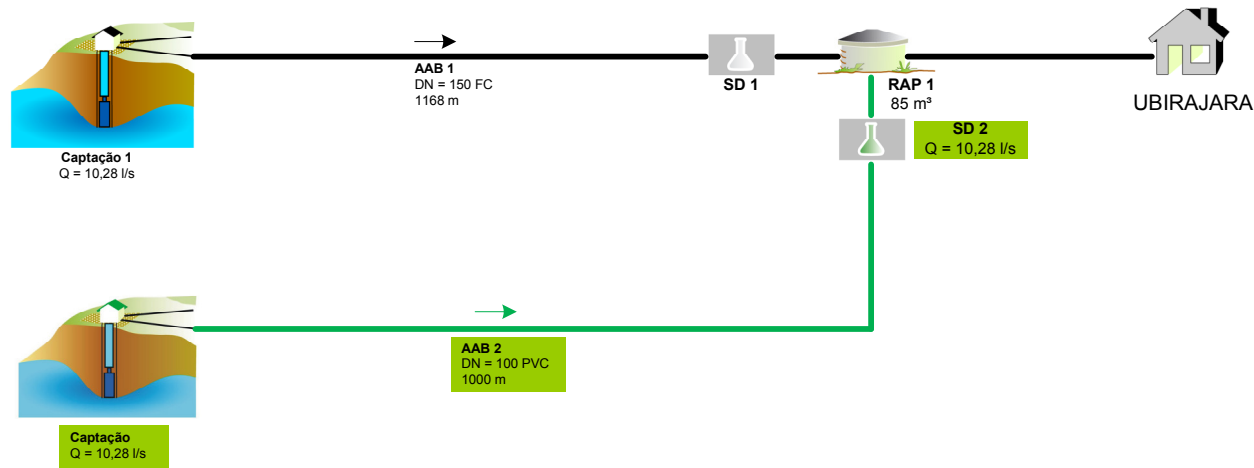 Captação 1
Q = 10,28 l/s
AAB 1
DN = 150 FC
1168 m
SD 1
RAP 1
85 m³
UBIRAJARA
SD 2
Q = 10,28 l/s
AAB 2
DN = 100 PVC
1000 m
Captação
Q = 10,28 l/s